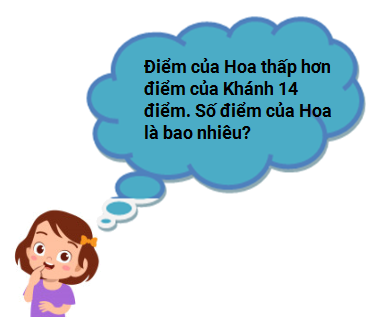 Điểm của Hoa thấp hơn
điểm của Khánh 14
điểm. Số điểm của Hoa
là bao nhiêu?